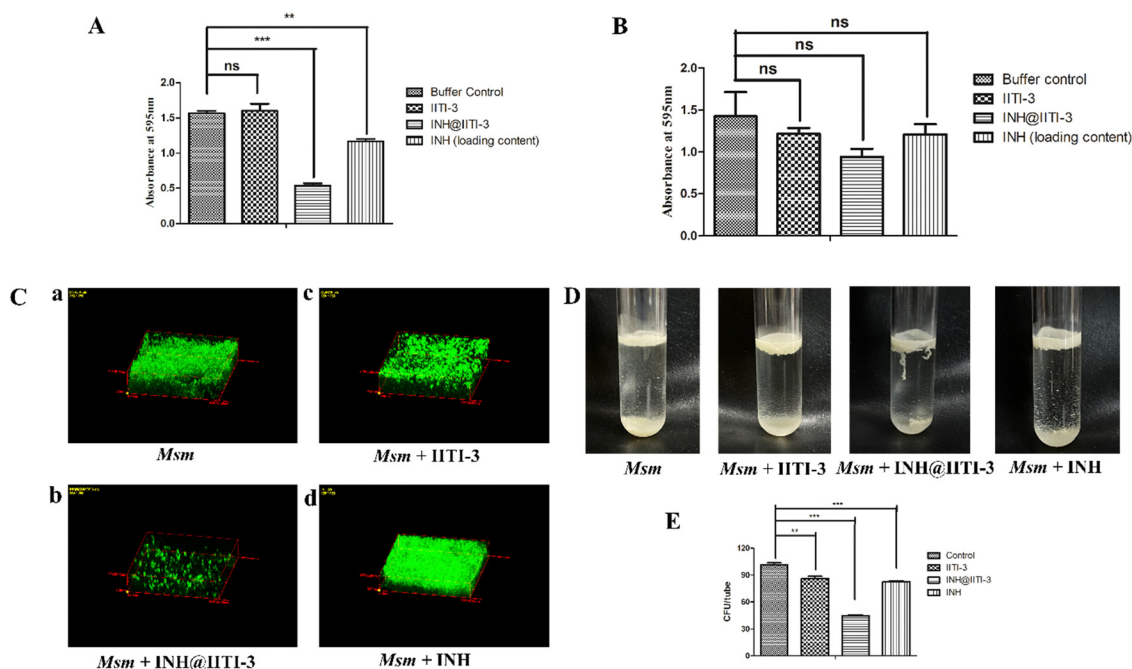 A
**
***
ns
2.0
1.5
1.0
0.5
0.0
Absorbance at 595nm
Buffer Control
IITI-3
INH@IITI-3
INH (loading content)
B
ns
ns
ns
2.0
1.5
1.0
0.5
0.0
Absorbance at 595nm
Buffer control
IITI-3
INH@IITI-3
INH (loading content)
C
a
Msm
c
Msm + IITI-3
b
Msm + INH@IITI-3
d
Msm + INH
D
Msm
Msm + IITI-3
Msm + INH@IITI-3
Msm + INH
E
***
***
**
120
90
60
30
0
CFU/tube
Control
IITI-3
INH@IITI-3
INH